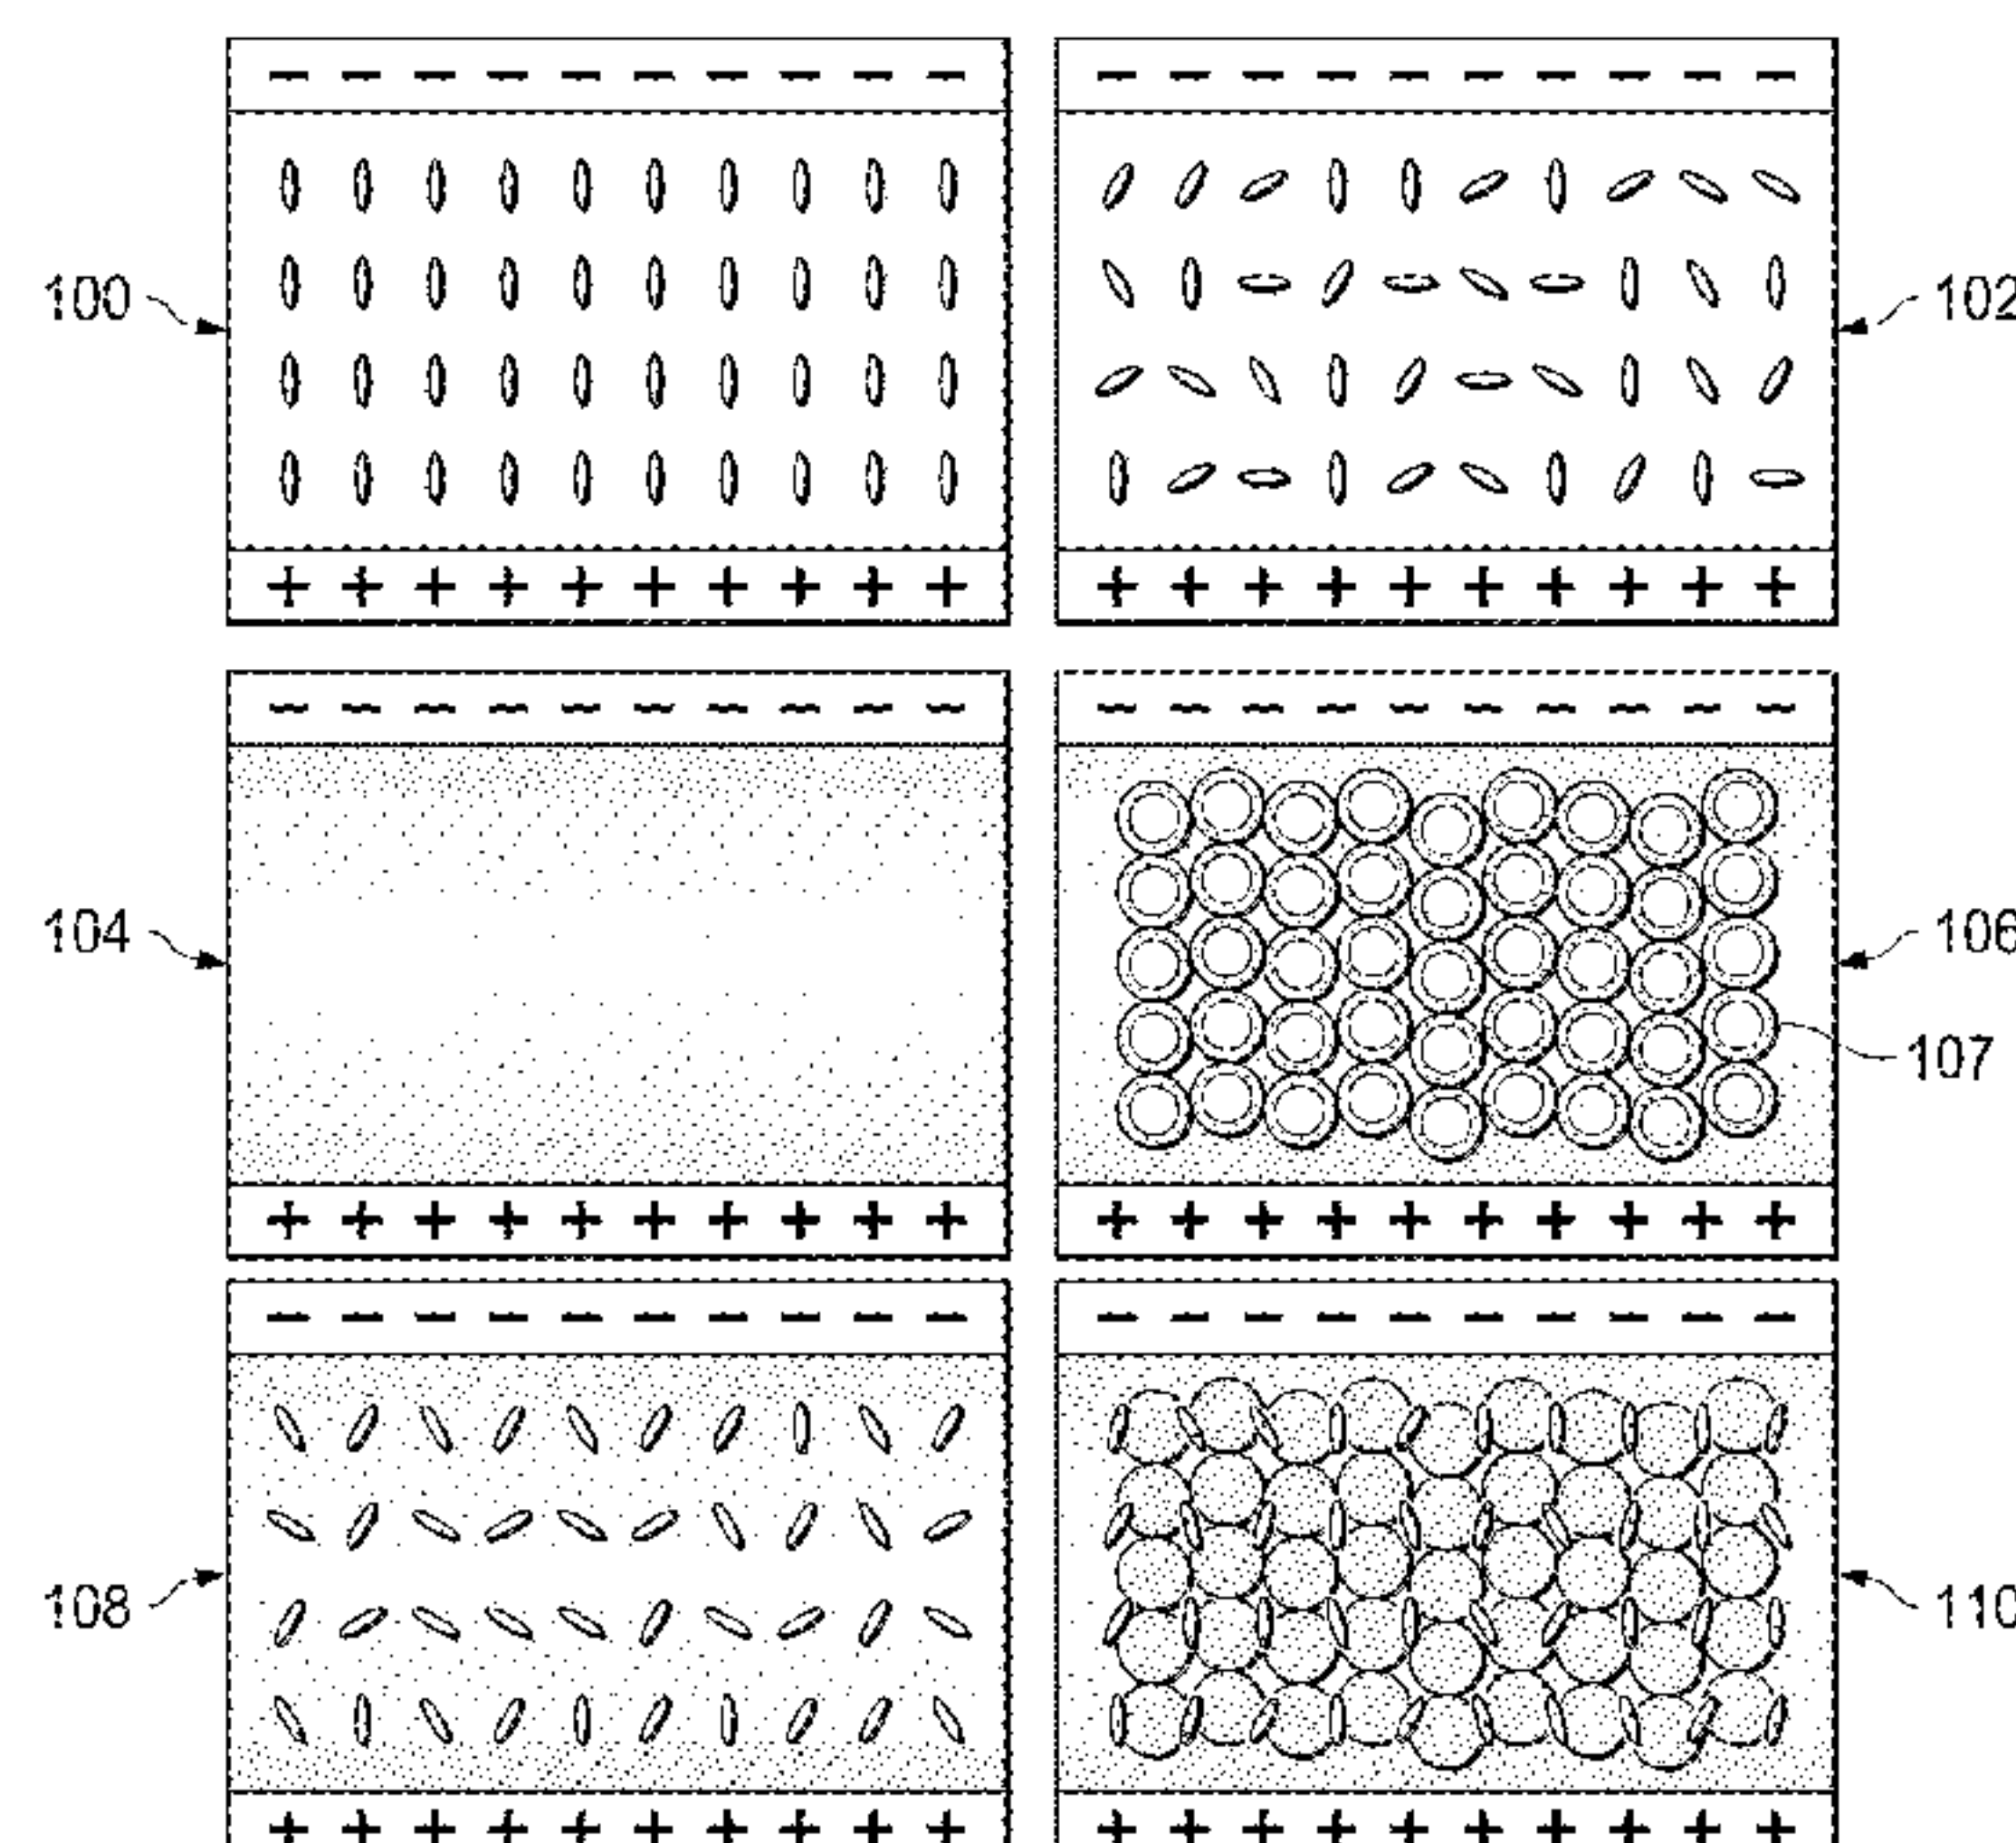 − − − − − − − − − −
− − − − − − − − − −
100
102
+ + + + + + + + + +
+ + + + + + + + + +
− − − − − − − − − −
− − − − − − − − − −
104
106
107
+ + + + + + + + + +
+ + + + + + + + + +
− − − − − − − − − −
− − − − − − − − − −
108
110
+ + + + + + + + + +
+ + + + + + + + + +